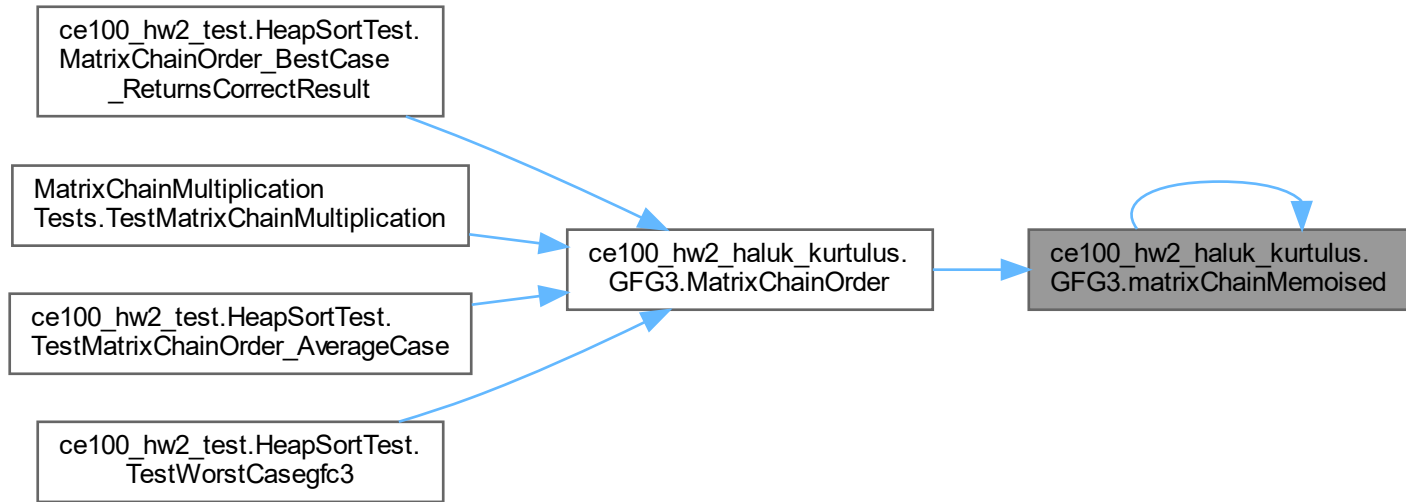 ce100_hw2_test.HeapSortTest.
MatrixChainOrder_BestCase
_ReturnsCorrectResult
MatrixChainMultiplication
Tests.TestMatrixChainMultiplication
ce100_hw2_test.HeapSortTest.
TestMatrixChainOrder_AverageCase
ce100_hw2_test.HeapSortTest.
TestWorstCasegfc3
ce100_hw2_haluk_kurtulus.
GFG3.MatrixChainOrder
ce100_hw2_haluk_kurtulus.
GFG3.matrixChainMemoised